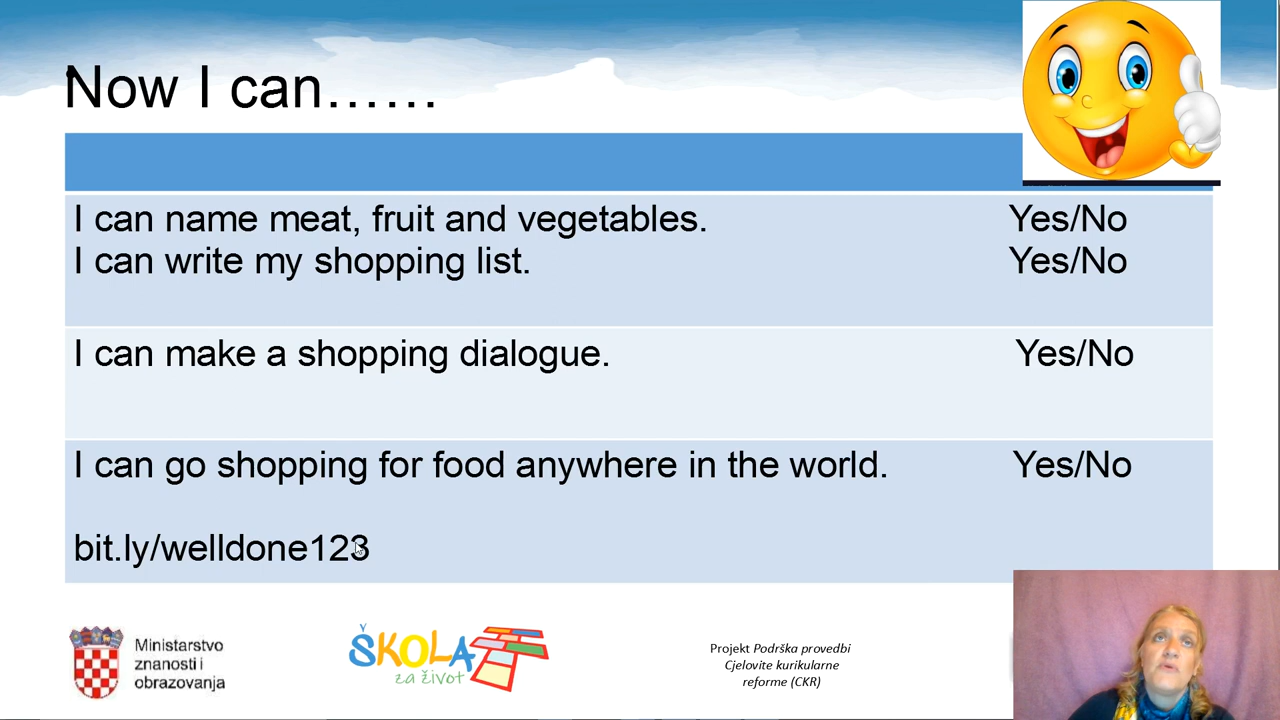 Now I can……
I can name meat, fruit and vegetables. Yes/No
I can write my shopping list. Yes/No
I can make a shopping dialogue. Yes/No
I can go shopping for food anywhere in the world. Yes/No
bit.ly/welldone123
Ministarstvo
znanosti i
obrazovanja
ŠKOLA
za život
Projekt Podrška provedbi
Cjelovite kurikularne
reforme (CKR)